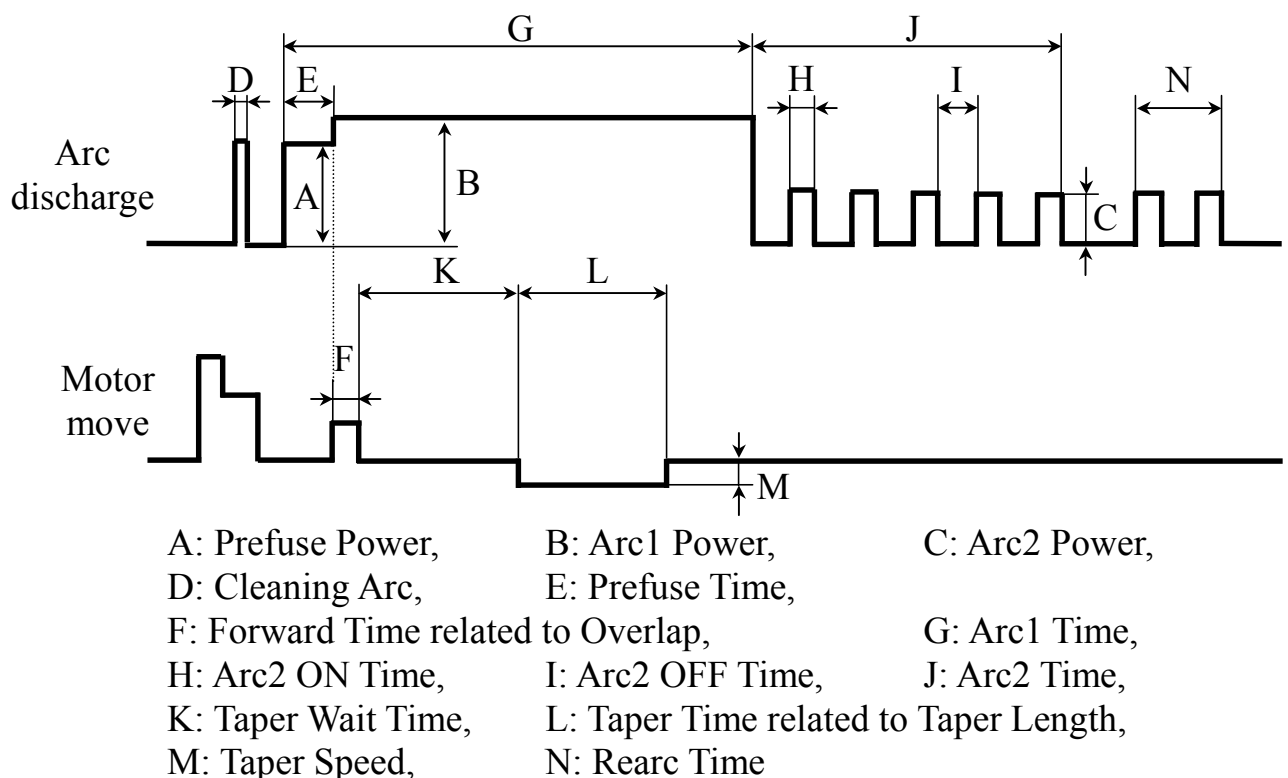 G
J
D
E
H
I
N
Arc
discharge
A
B
C
K
L
F
Motor
move
M
A: Prefuse Power, B: Arc1 Power, C: Arc2 Power,
D: Cleaning Arc, E: Prefuse Time,
F: Forward Time related to Overlap, G: Arc1 Time,
H: Arc2 ON Time, I: Arc2 OFF Time, J: Arc2 Time,
K: Taper Wait Time, L: Taper Time related to Taper Length,
M: Taper Speed, N: Rearc Time